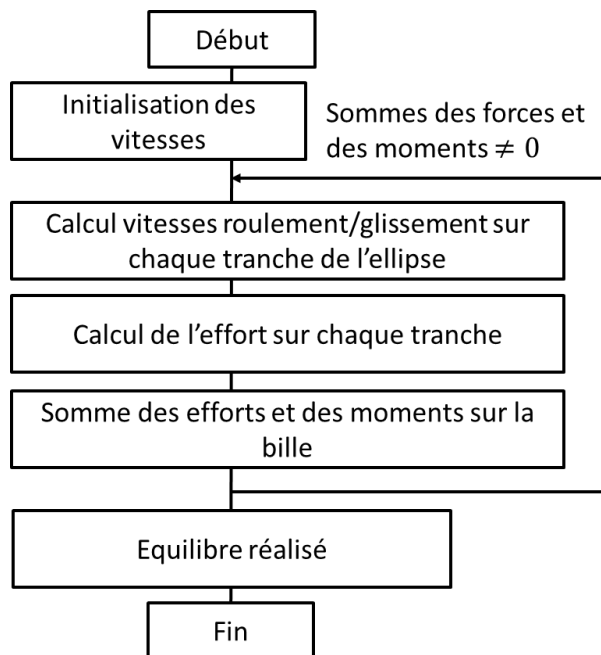 Début
Initialisation des
vitesses
Sommes des forces et
des moments ≠ 0
Calcul vitesses roulement/glissement sur
chaque tranche de l’ellipse
Calcul de l’effort sur chaque tranche
Somme des efforts et des moments sur la
bille
Equilibre réalisé
Fin